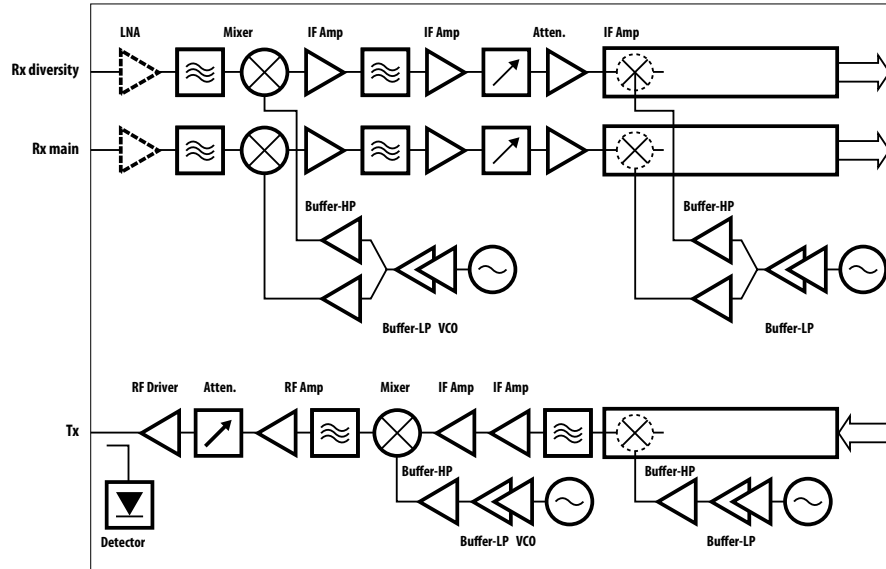 LNA Mixer IF Amp IF Amp Atten. IF Amp
Rx diversity
Rx main
Buffer-HP Buffer-HP
Buffer-LP VCO Buffer-LP
RF Driver Atten. RF Amp Mixer IF Amp IF Amp
Tx
Buffer-HP Buffer-HP
Detector Buffer-LP VCO Buffer-LP